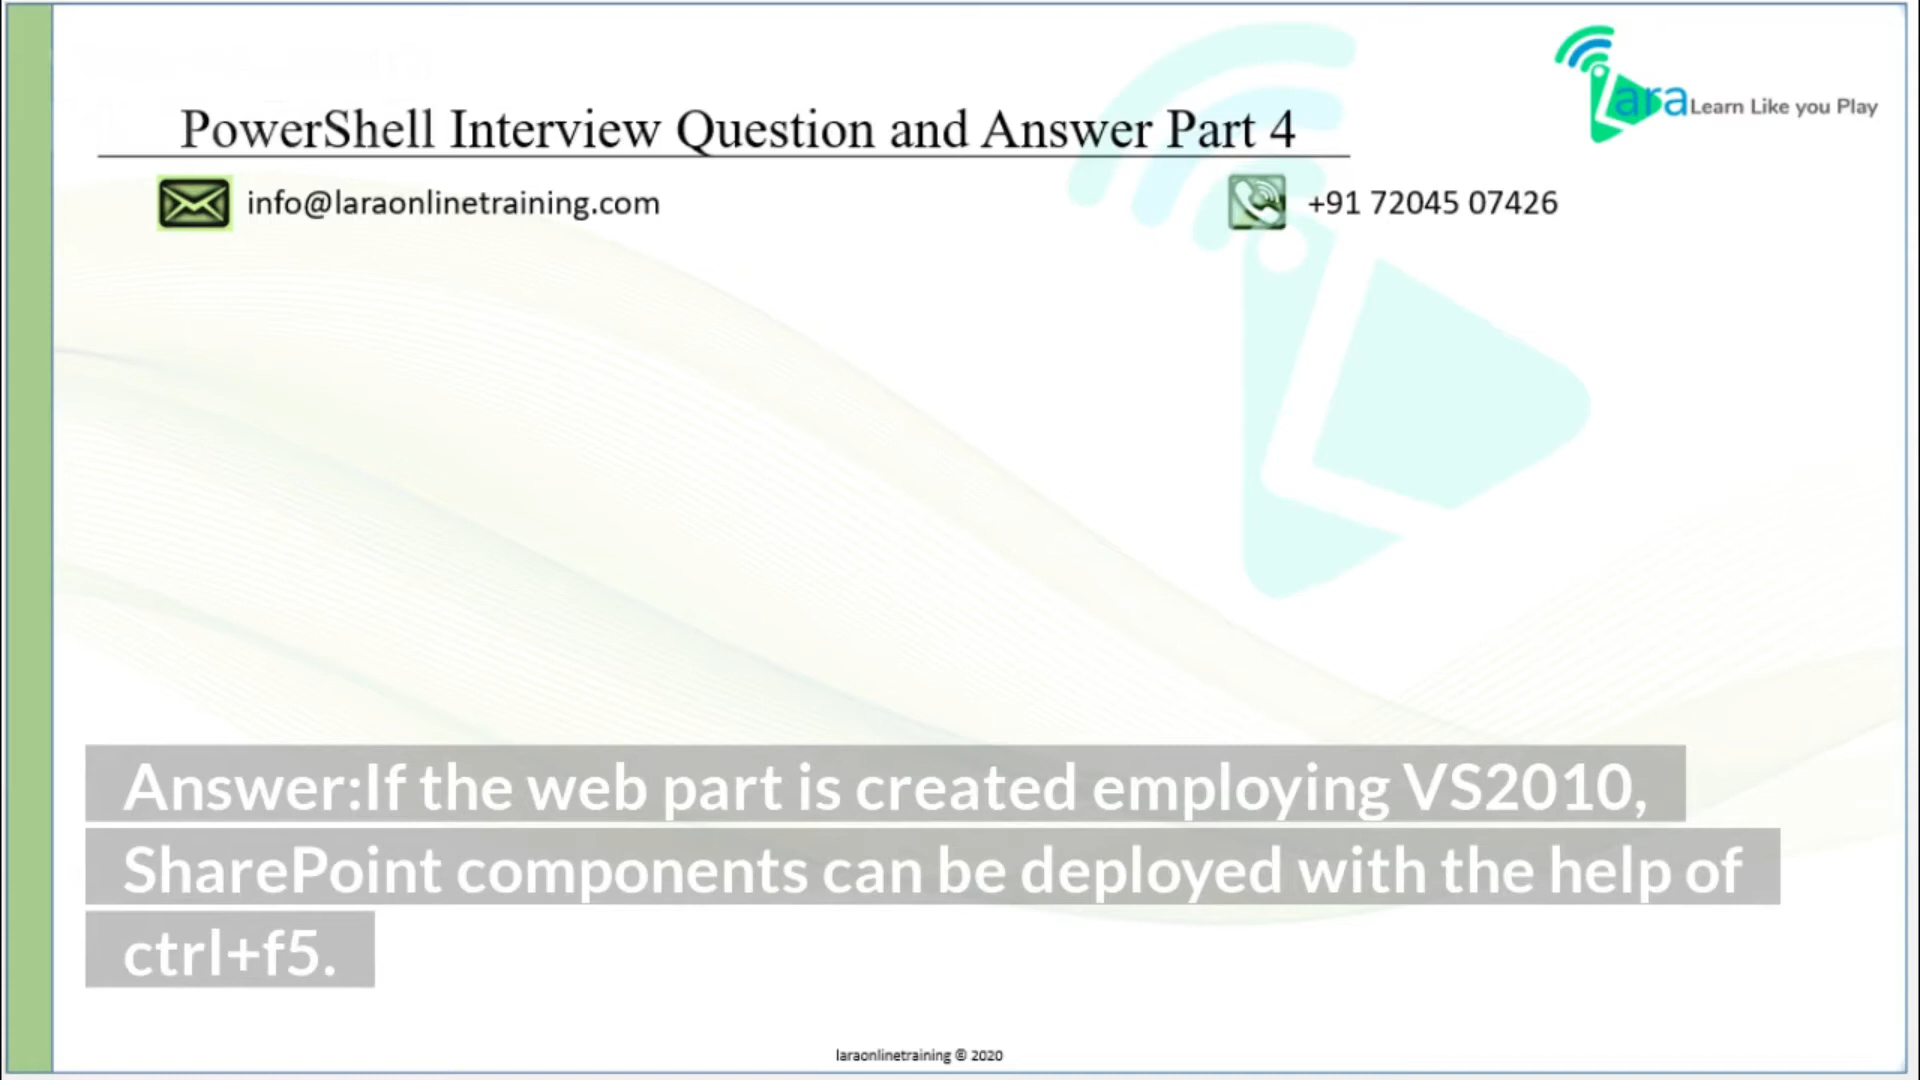 ara Learn Like you Play
PowerShell Interview Question and Answer Part 4
info@laraonlinetraining.com
+91 72045 07426
Answer:If the web part is created employing VS2010,
SharePoint components can be deployed with the help of
ctrl+f5.
laraonlinetraining © 2020